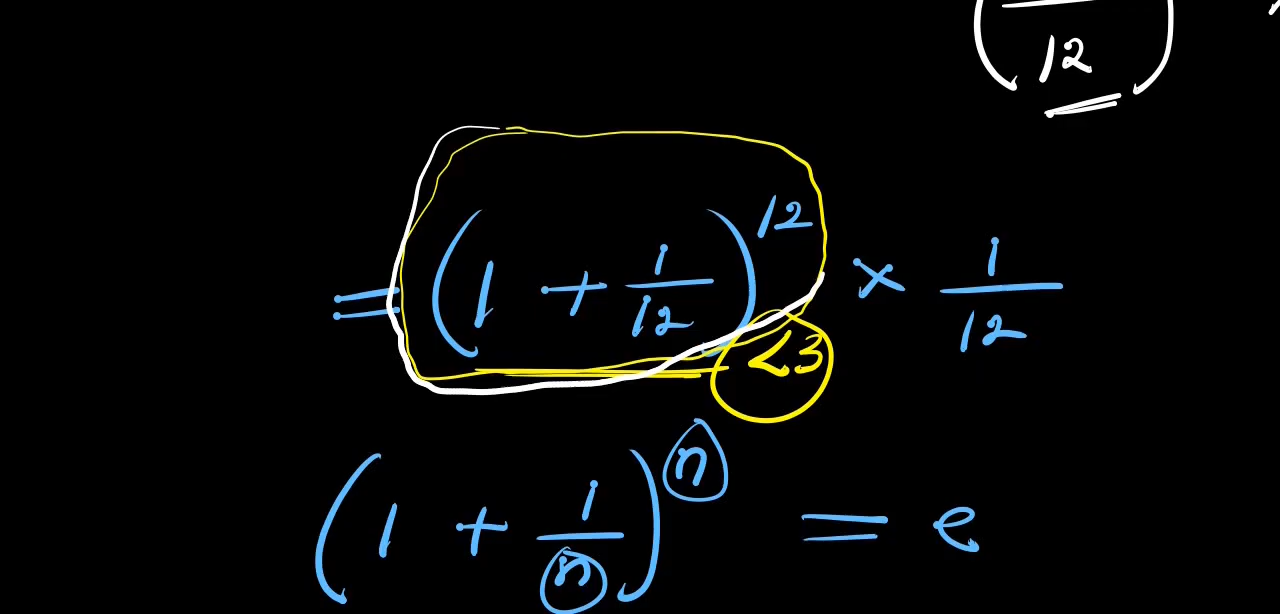 12
= (1 + 1/12)^12 × 1/12
<3
(1 + 1/n)^n = e